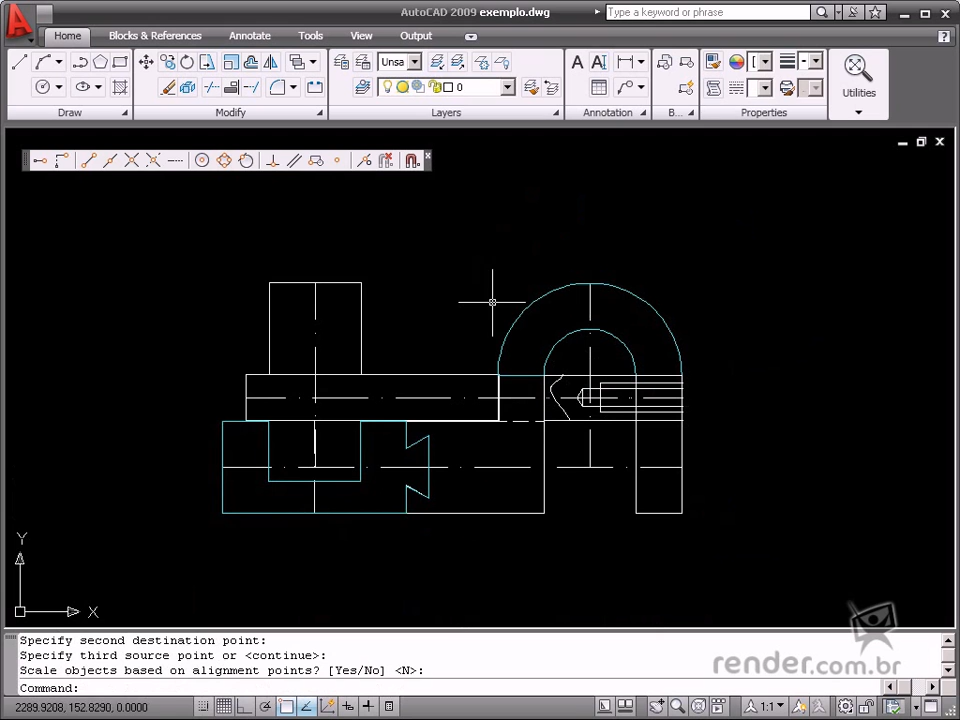 AutoCAD 2009 exemplo.dwg
Type a keyword or phrase
Home
Blocks & References
Annotate
Tools
View
Output
Unsa
0
Utilities
Draw
Modify
Layers
Annotation
B...
Properties
Y
X
Specify second destination point:
Specify third source point or <continue>:
Scale objects based on alignment points? [Yes/No] <N>:
Command:
render.com.br
2289.9208, 152.8290, 0.0000
1:1